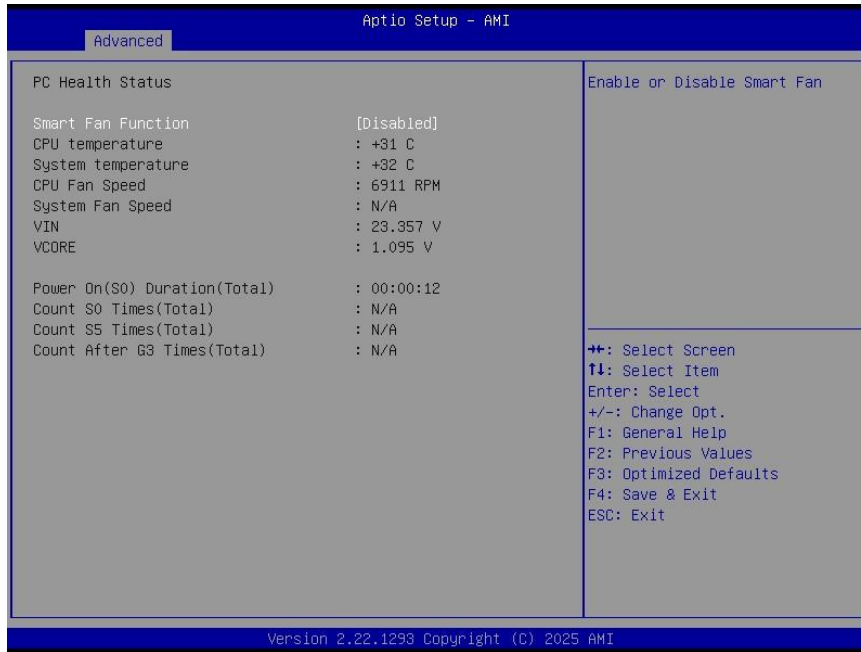 Aptio Setup - AMI
Advanced
PC Health Status
Smart Fan Function [Disabled]
CPU temperature : +31 C
System temperature : +32 C
CPU Fan Speed : 6911 RPM
System Fan Speed : N/A
VIN : 23.357 V
VCORE : 1.095 V
Power On(S0) Duration(Total) : 00:00:12
Count S0 Times(Total) : N/A
Count S5 Times(Total) : N/A
Count After G3 Times(Total) : N/A
Enable or Disable Smart Fan
→←: Select Screen
↑↓: Select Item
Enter: Select
+/-: Change Opt.
F1: General Help
F2: Previous Values
F3: Optimized Defaults
F4: Save & Exit
ESC: Exit
Version 2.22.1293 Copyright (C) 2025 AMI